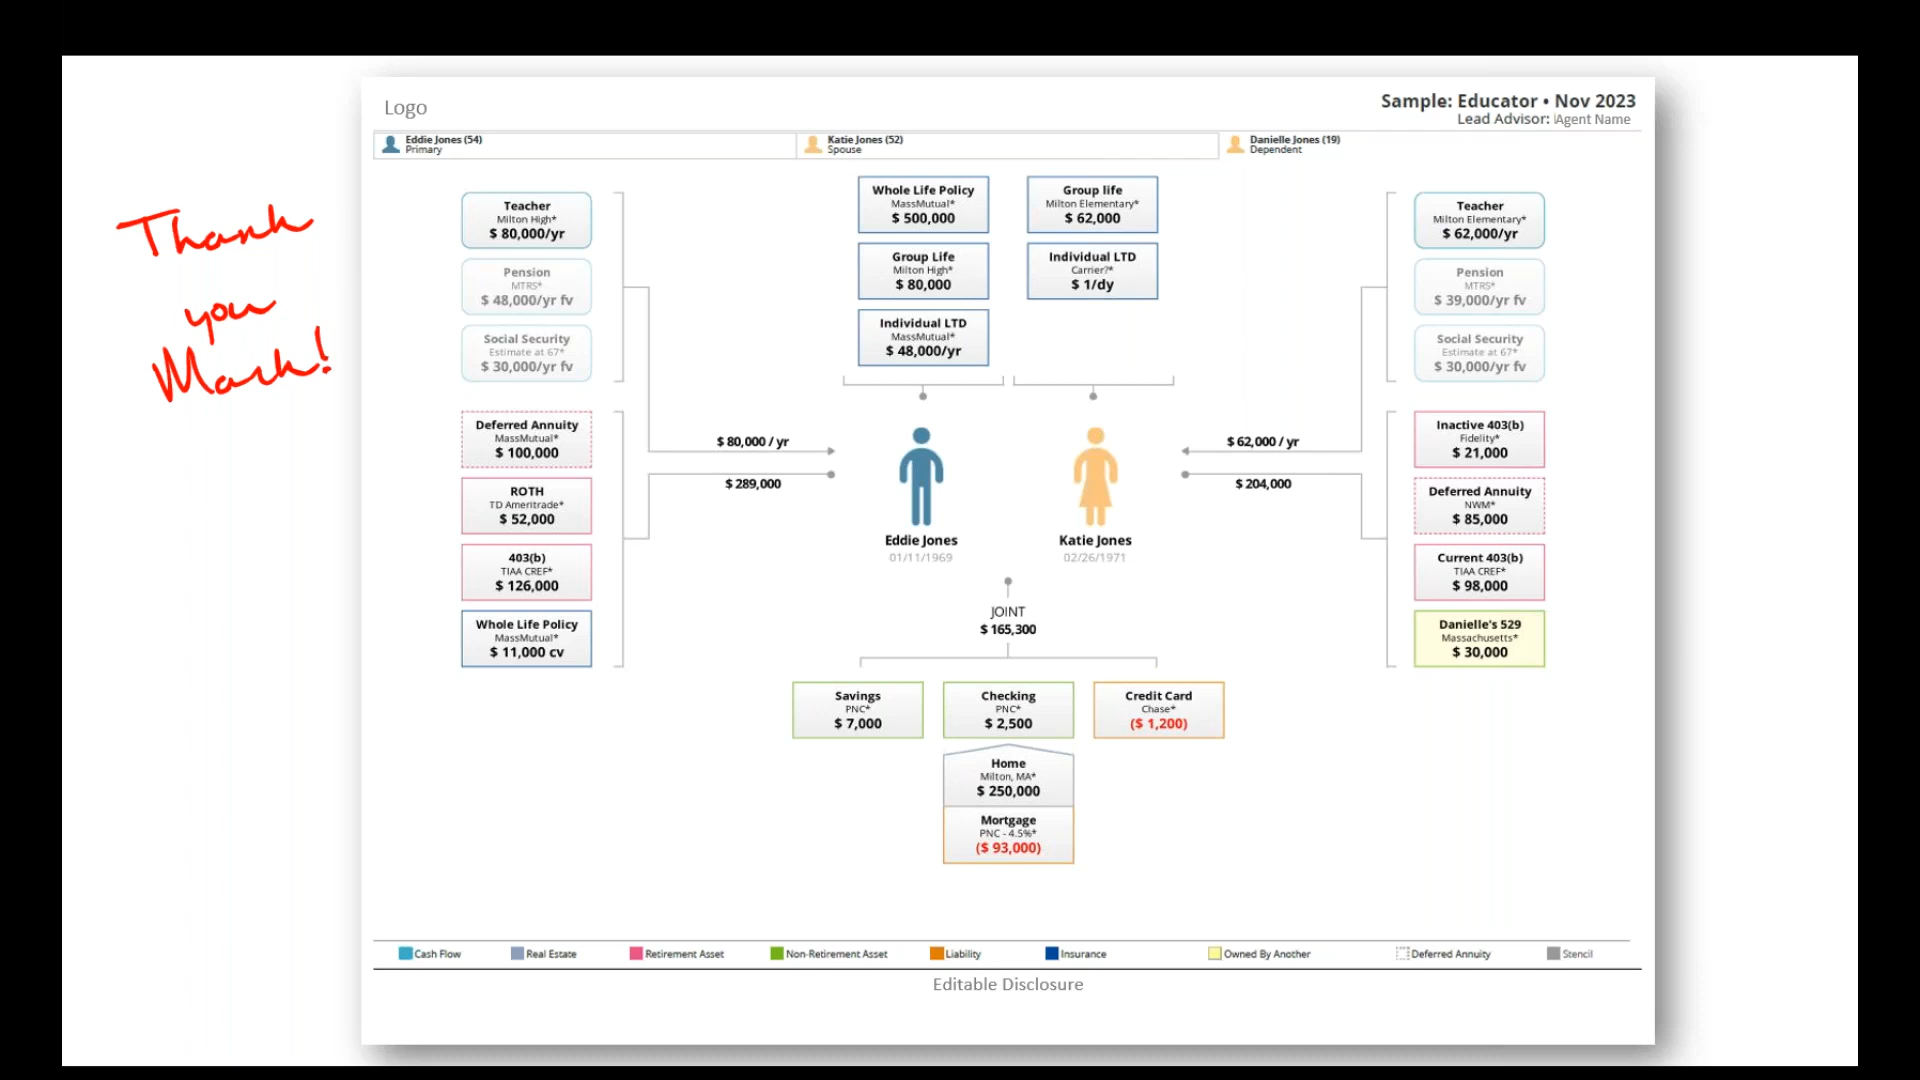 Logo
Sample: Educator • Nov 2023
Lead Advisor: Agent Name
Eddie Jones (54)
Primary
Katie Jones (52)
Spouse
Danielle Jones (19)
Dependent
Thank
you
Mark!
Teacher
Milton High*
$ 80,000/yr
Pension
MTRS*
$ 48,000/yr fv
Social Security
Estimate at 67*
$ 30,000/yr fv
Deferred Annuity
MassMutual*
$ 100,000
ROTH
TD Ameritrade*
$ 52,000
403(b)
TIAA CREF*
$ 126,000
Whole Life Policy
MassMutual*
$ 11,000 cv
Whole Life Policy
MassMutual*
$ 500,000
Group Life
Milton High*
$ 80,000
Individual LTD
MassMutual*
$ 48,000/yr
Group life
Milton Elementary*
$ 62,000
Individual LTD
Carrier?*
$ 1/dy
$ 80,000 / yr
$ 289,000
$ 62,000 / yr
$ 204,000
Eddie Jones
01/11/1969
Katie Jones
02/26/1971
JOINT
$ 165,300
Savings
PNC*
$ 7,000
Checking
PNC*
$ 2,500
Credit Card
Chase*
($ 1,200)
Home
Milton, MA*
$ 250,000
Mortgage
PNC - 4.5%*
($ 93,000)
Teacher
Milton Elementary*
$ 62,000/yr
Pension
MTRS*
$ 39,000/yr fv
Social Security
Estimate at 67*
$ 30,000/yr fv
Inactive 403(b)
Fidelity*
$ 21,000
Deferred Annuity
NWM*
$ 85,000
Current 403(b)
TIAA CREF*
$ 98,000
Danielle's 529
Massachusetts*
$ 30,000
Cash Flow
Real Estate
Retirement Asset
Non-Retirement Asset
Liability
Insurance
Owned By Another
Deferred Annuity
Stencil
Editable Disclosure